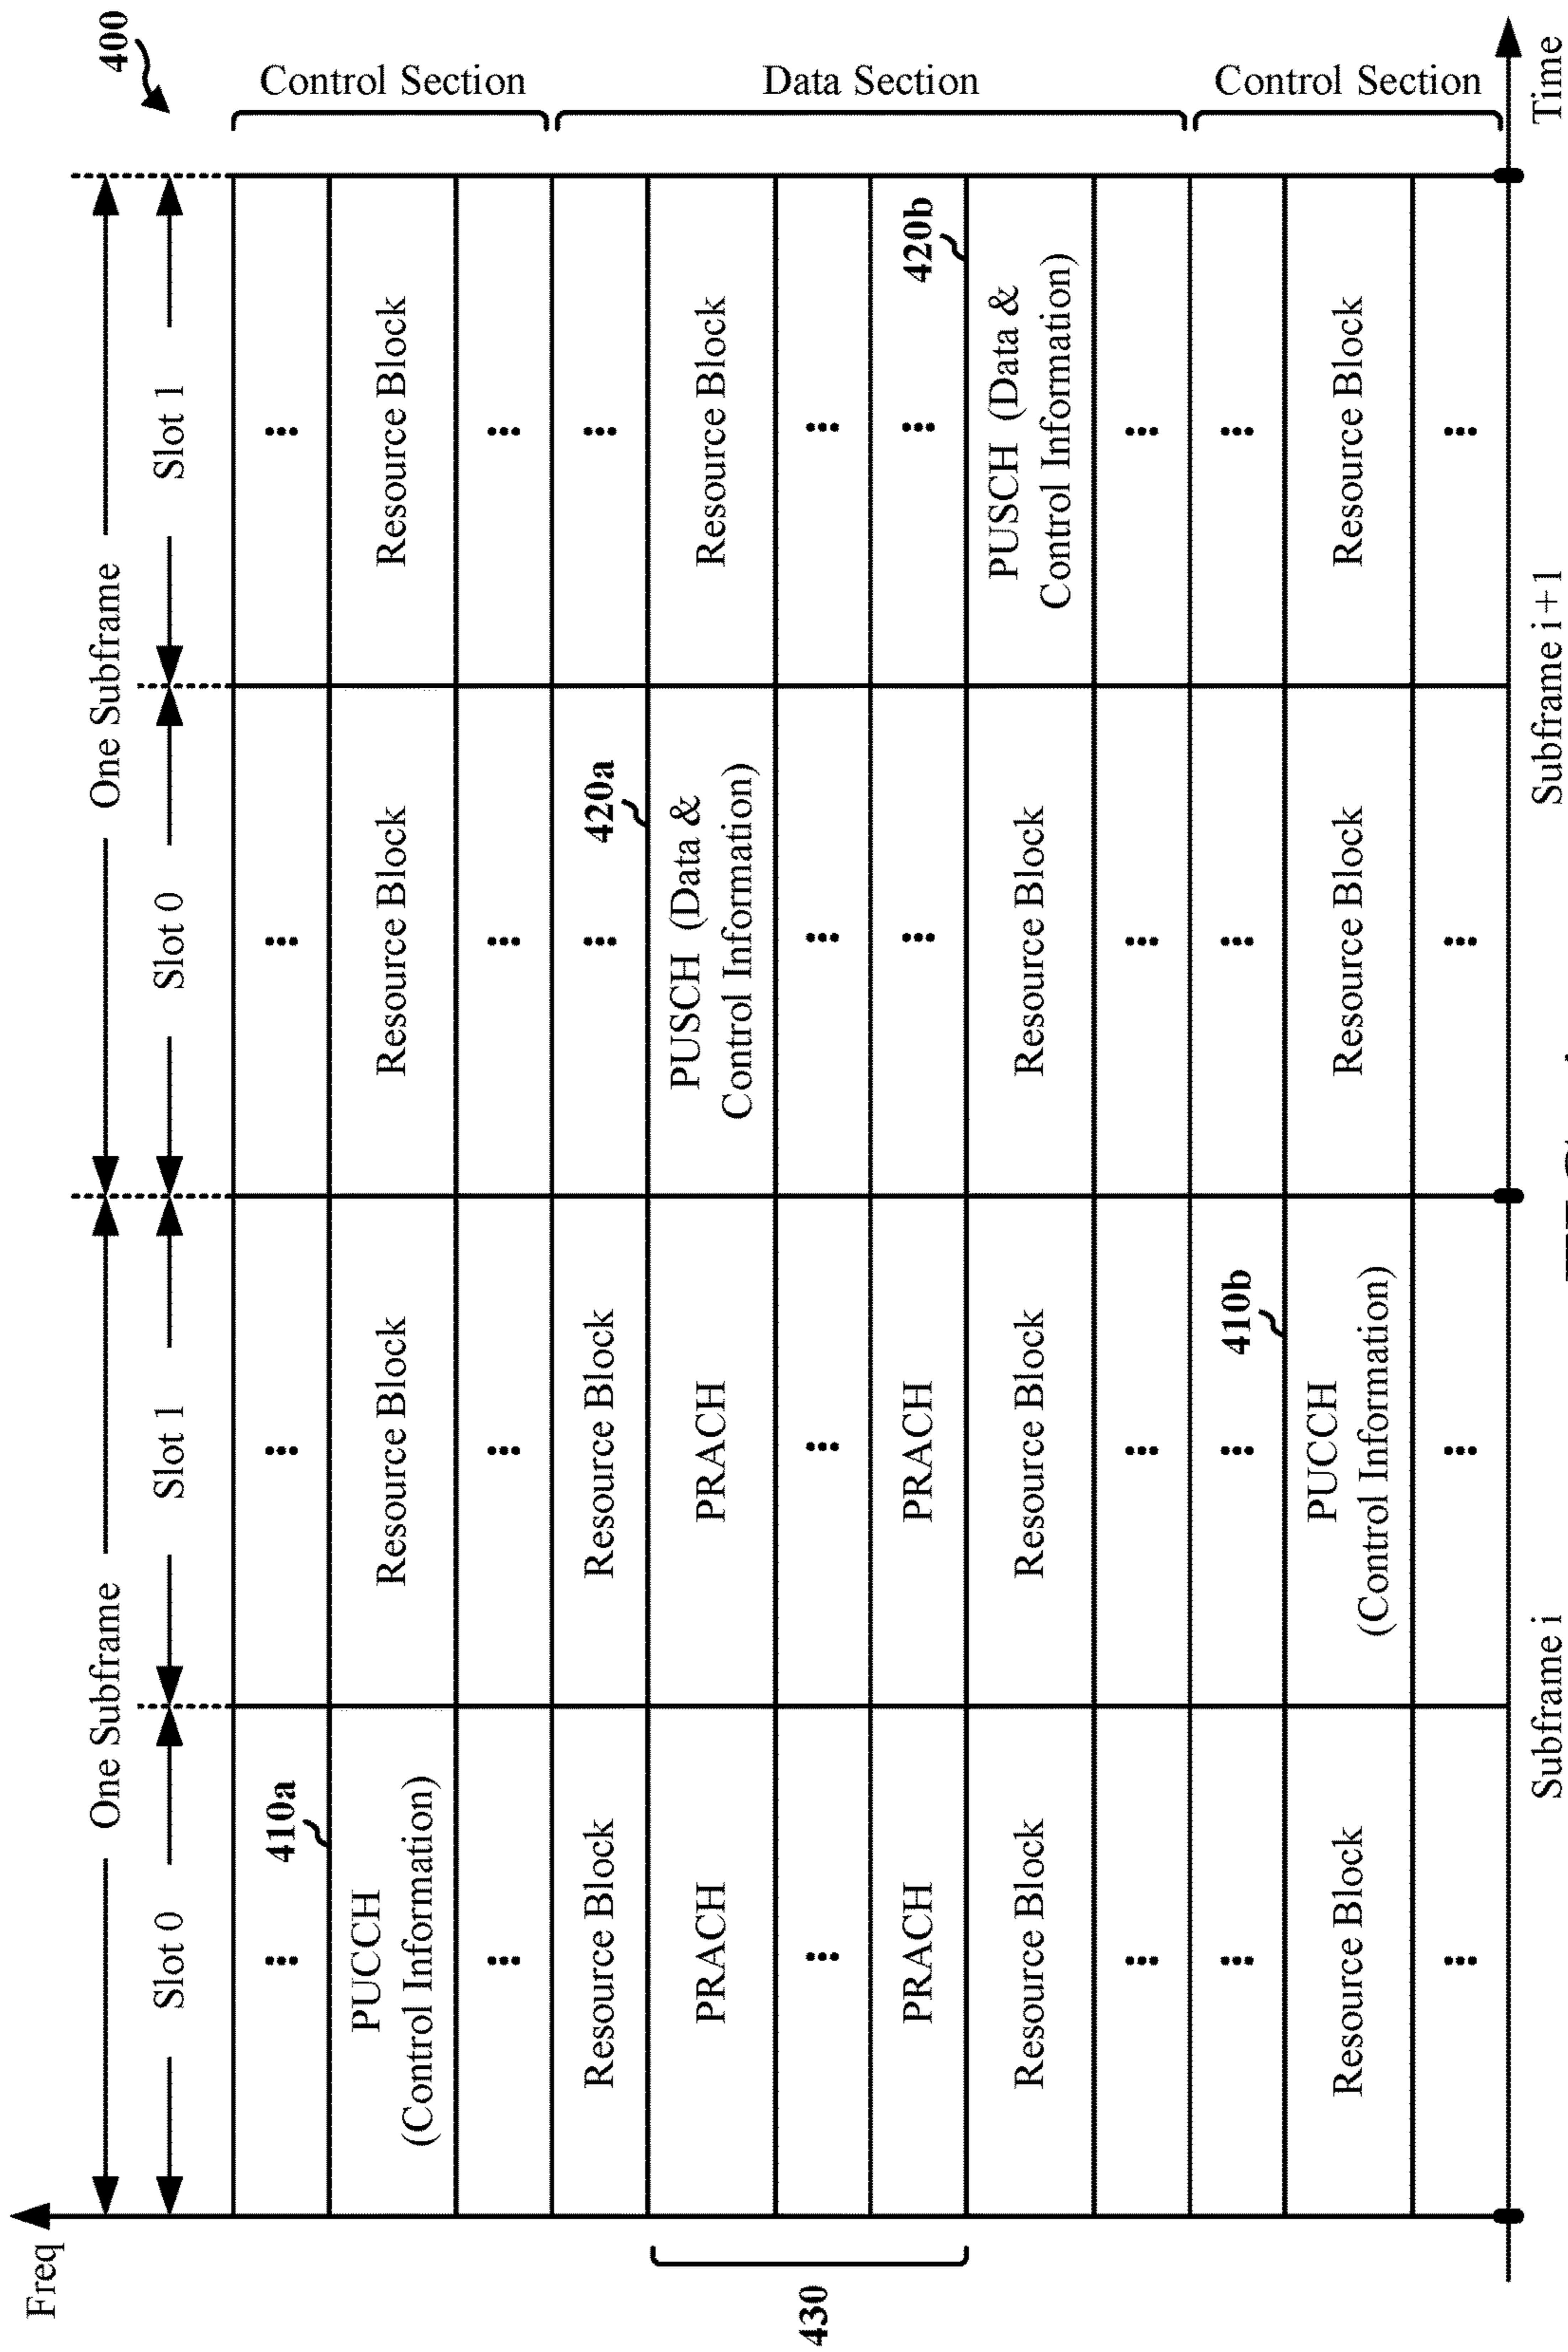 Freq
400
One Subframe
One Subframe
Slot 0
Slot 1
Slot 0
Slot 1
410a
Control Section
PUCCH
(Control Information)
Resource Block
Resource Block
Resource Block
420a
Resource Block
Resource Block
PRACH
PRACH
PUSCH (Data &
Control Information)
Resource Block
430
Data Section
PRACH
PRACH
420b
Resource Block
Resource Block
Resource Block
PUSCH (Data &
Control Information)
410b
Control Section
Resource Block
PUCCH
(Control Information)
Resource Block
Resource Block
Subframe i
Subframe i+1
Time